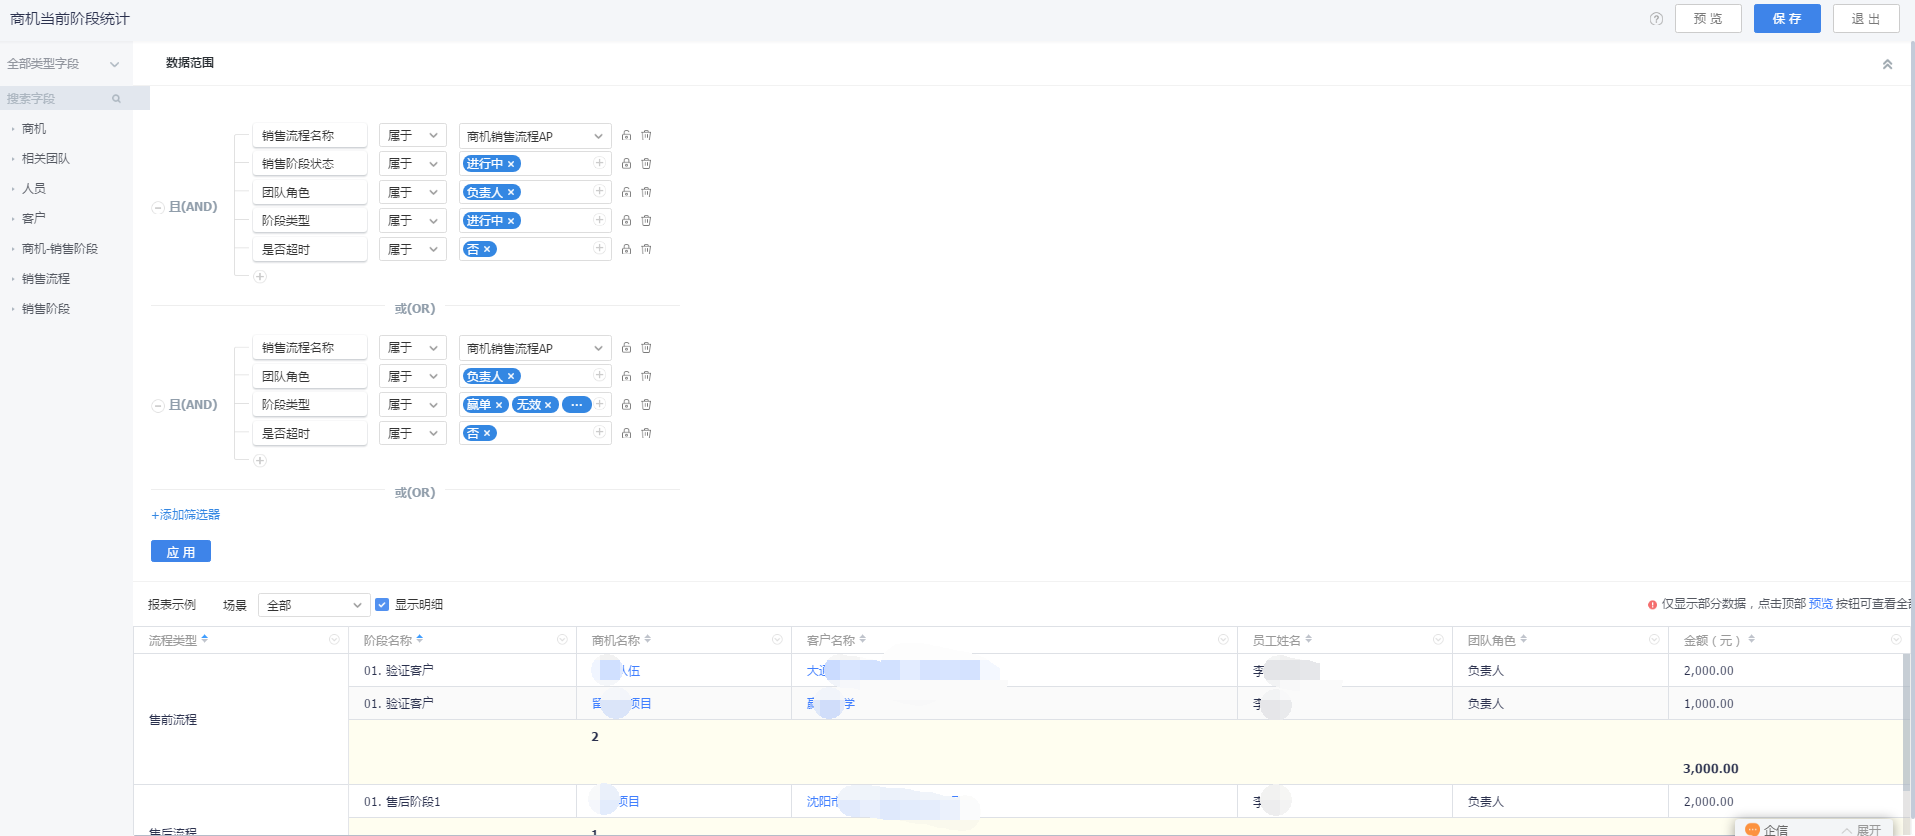 商机当前阶段统计
? 预 览 保 存 退 出
全部类型字段
搜索字段
商机
相关团队
人员
客户
商机-销售阶段
销售流程
销售阶段
数据范围
且(AND)
销售流程名称 属于 商机销售流程AP
销售阶段状态 属于 进行中 ×
团队角色 属于 负责人 ×
阶段类型 属于 进行中 ×
是否超时 属于 否 ×
或(OR)
且(AND)
销售流程名称 属于 商机销售流程AP
团队角色 属于 负责人 ×
阶段类型 属于 赢单 × 无效 × ···
是否超时 属于 否 ×
或(OR)
+添加筛选器
应 用
报表示例 场景 全部 显示明细 仅显示部分数据，点击顶部 预览 按钮可查看全
流程类型 阶段名称 商机名称 客户名称 员工姓名 团队角色 金额（元）
售前流程
01. 验证客户 队伍 大 李 负责人 2,000.00
01. 验证客户 项目 学 李 负责人 1,000.00
2
3,000.00
01. 售后阶段1 项目 沈阳市 李 负责人 2,000.00
售后流程 1
企信 展开